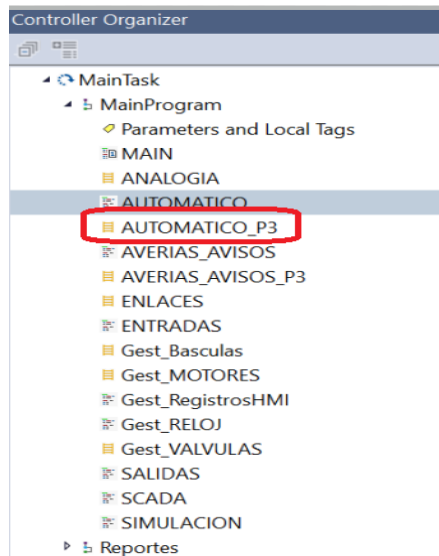 Controller Organizer
MainTask
MainProgram
Parameters and Local Tags
MAIN
ANALOGIA
AUTOMATICO
AUTOMATICO_P3
AVERIAS_AVISOS
AVERIAS_AVISOS_P3
ENLACES
ENTRADAS
Gest_Basculas
Gest_MOTORES
Gest_RegistrosHMI
Gest_RELOJ
Gest_VALVULAS
SALIDAS
SCADA
SIMULACION
Reportes